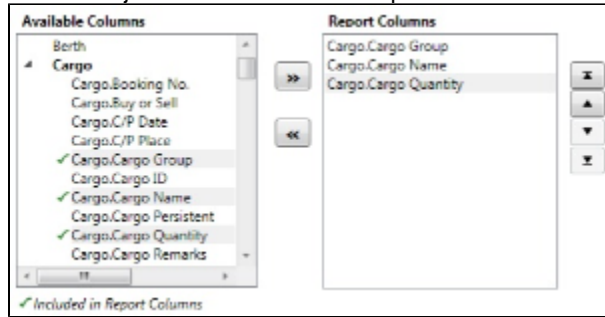 Available Columns
Berth
Cargo
Cargo.Booking No.
Cargo.Buy or Sell
Cargo.C/P Date
Cargo.C/P Place
✓Cargo.Cargo Group
Cargo.Cargo ID
✓Cargo.Cargo Name
Cargo.Cargo Persistent
✓Cargo.Cargo Quantity
Cargo.Cargo Remarks
✓Included in Report Columns
»
«
Report Columns
Cargo.Cargo Group
Cargo.Cargo Name
Cargo.Cargo Quantity